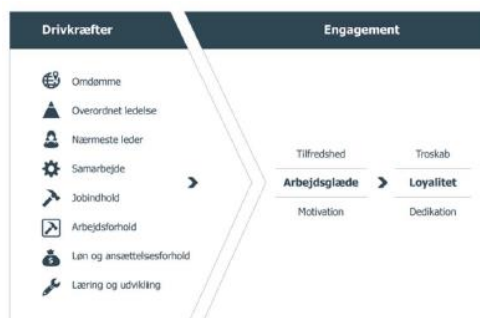 Drivkræfter
Engagement
Omdømme
Overordnet ledelse
Nærmeste leder
Samarbejde
Jobindhold
Arbejdsforhold
Løn og ansættelsesforhold
Læring og udvikling
Tilfredshed
Arbejdsglæde
Motivation
Troskab
Loyalitet
Dedikation